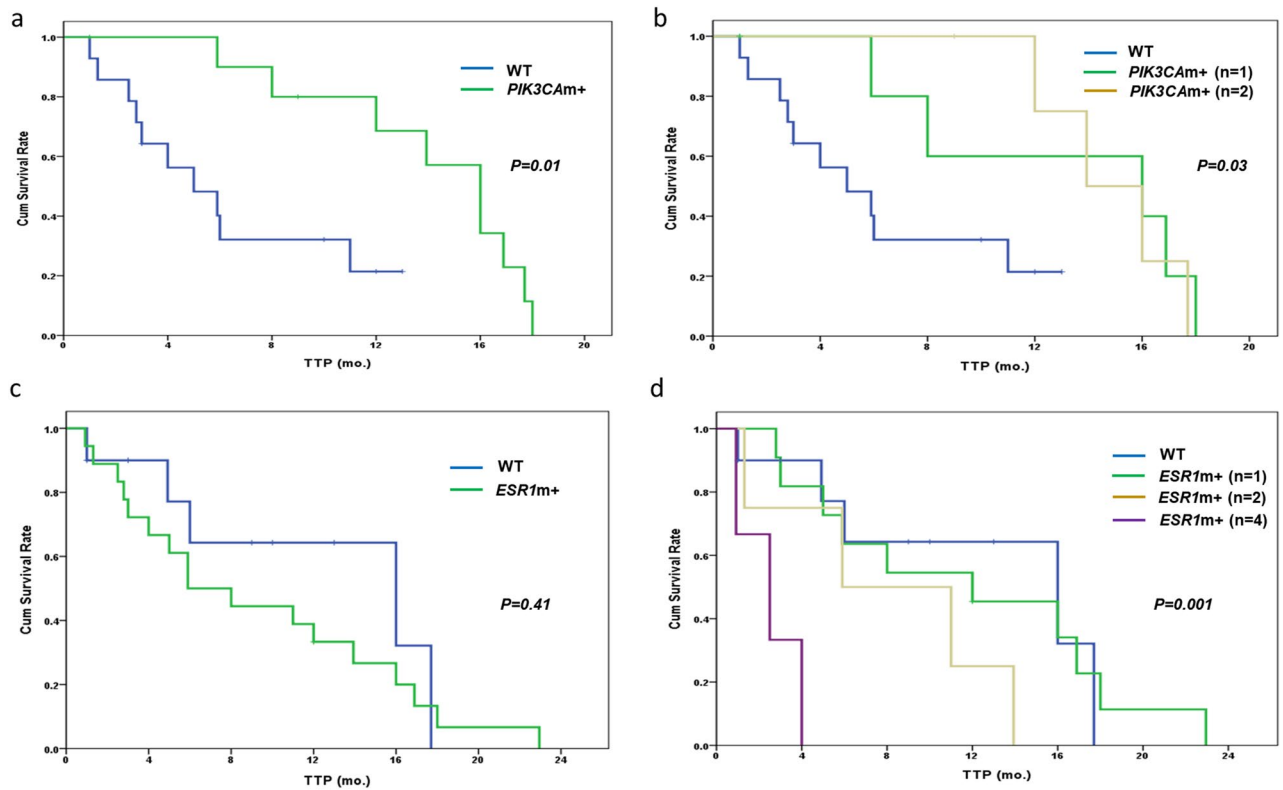 a
1.0
0.8
0.6
0.4
0.2
0.0
Cum Survival Rate
WT
PIK3CAm+
P=0.01
0 4 8 12 16 20
TTP (mo.)
b
1.0
0.8
0.6
0.4
0.2
0.0
Cum Survival Rate
WT
PIK3CAm+ (n=1)
PIK3CAm+ (n=2)
P=0.03
0 4 8 12 16 20
TTP (mo.)
c
1.0
0.8
0.6
0.4
0.2
0.0
Cum Survival Rate
WT
ESR1m+
P=0.41
0 4 8 12 16 20 24
TTP (mo.)
d
1.0
0.8
0.6
0.4
0.2
0.0
Cum Survival Rate
WT
ESR1m+ (n=1)
ESR1m+ (n=2)
ESR1m+ (n=4)
P=0.001
0 4 8 12 16 20 24
TTP (mo.)